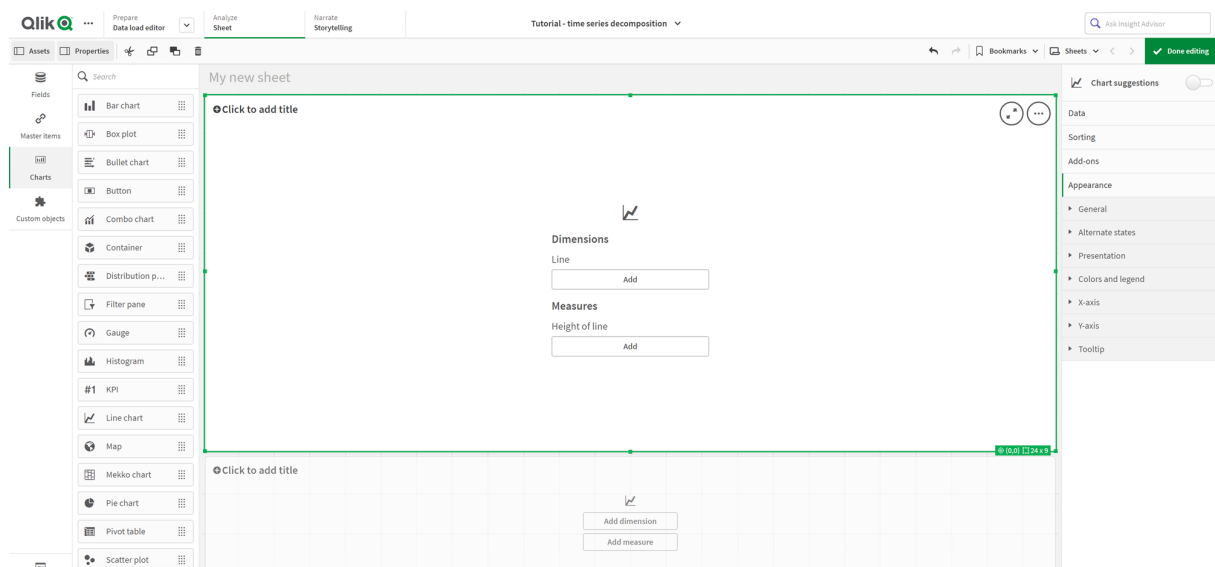 Qlik
Prepare
Data load editor
Analyze
Sheet
Narrate
Storytelling
Tutorial - time series decomposition
Ask Insight Advisor
Assets
Properties
Bookmarks
Sheets
Done editing
Fields
Master items
Charts
Custom objects
Search
Bar chart
Box plot
Bullet chart
Button
Combo chart
Container
Distribution p...
Filter pane
Gauge
Histogram
#1 KPI
Line chart
Map
Mekko chart
Pie chart
Pivot table
Scatter plot
My new sheet
Click to add title
Dimensions
Line
Add
Measures
Height of line
Add
(0,0) 24 x 9
Click to add title
Add dimension
Add measure
Chart suggestions
Data
Sorting
Add-ons
Appearance
General
Alternate states
Presentation
Colors and legend
X-axis
Y-axis
Tooltip